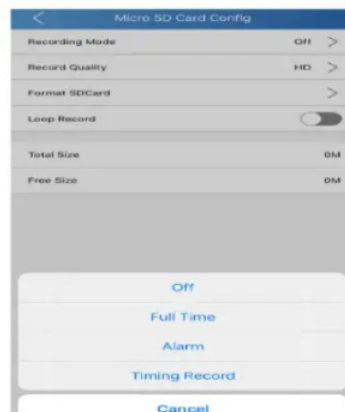 Micro SD Card Config
Recording Mode Off
Record Quality HD
Format SDCard
Loop Record
Total Size 0M
Free Size 0M
Off
Full Time
Alarm
Timing Record
Cancel